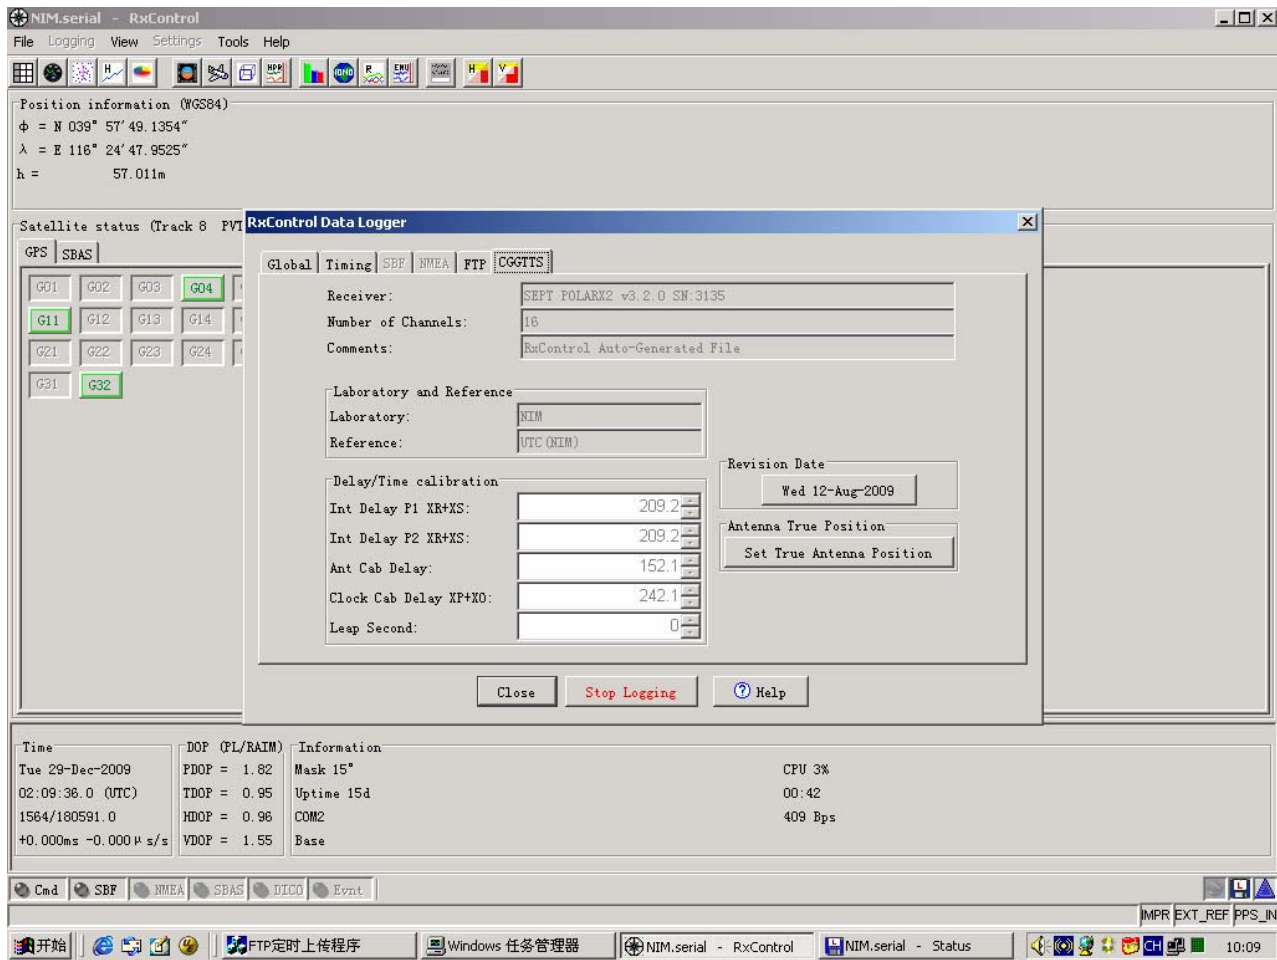 NIM.serial - RxControl
File Logging View Settings Tools Help
Position information (WGS84)
ϕ = N 039° 57′49.1354″
λ = E 116° 24′47.9525″
h = 57.011m
Satellite status (Track 8 PVT
GPS SBAS
G01 G02 G03 G04
G11 G12 G13 G14
G21 G22 G23 G24
G31 G32
RxControl Data Logger
Global Timing SBF NMEA FTP CGGTTS
Receiver: SEPT POLARX2 v3.2.0 SN:3135
Number of Channels: 16
Comments: RxControl Auto-Generated File
Laboratory and Reference
Laboratory: NIM
Reference: UTC(NIM)
Delay/Time calibration
Int Delay P1 XR+XS: 209.2
Int Delay P2 XR+XS: 209.2
Ant Cab Delay: 152.1
Clock Cab Delay XP+XO: 242.1
Leap Second: 0
Revision Date
Wed 12-Aug-2009
Antenna True Position
Set True Antenna Position
Close Stop Logging Help
Time
Tue 29-Dec-2009
02:09:36.0 (UTC)
1564/180591.0
+0.000ms -0.000μs/s
DOP (PL/RAIM)
PDOP = 1.82
TDOP = 0.95
HDOP = 0.96
VDOP = 1.55
Information
Mask 15° CPU 3%
Uptime 15d 00:42
COM2 409 Bps
Base
Cmd SBF NMEA SBAS DICO Evnt
IMPR EXT_REF PPS_IN
开始 FTP定时上传程序 Windows 任务管理器 NIM.serial - RxControl NIM.serial - Status CH 10:09